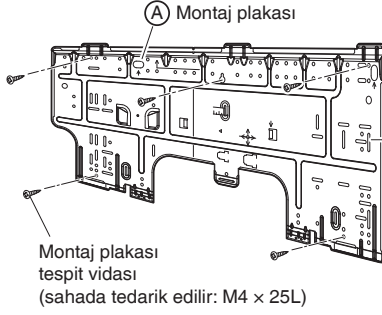 Ⓐ Montaj plakası
Montaj plakası
tespit vidası
(sahada tedarik edilir: M4 × 25L)